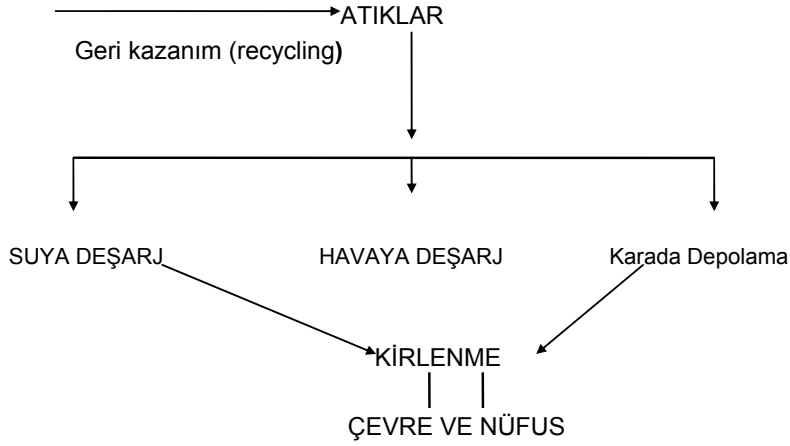 ATIKLAR
Geri kazanım (recycling)
SUYA DEŞARJ HAVAYA DEŞARJ Karada Depolama
KİRLENME
ÇEVRE VE NÜFUS